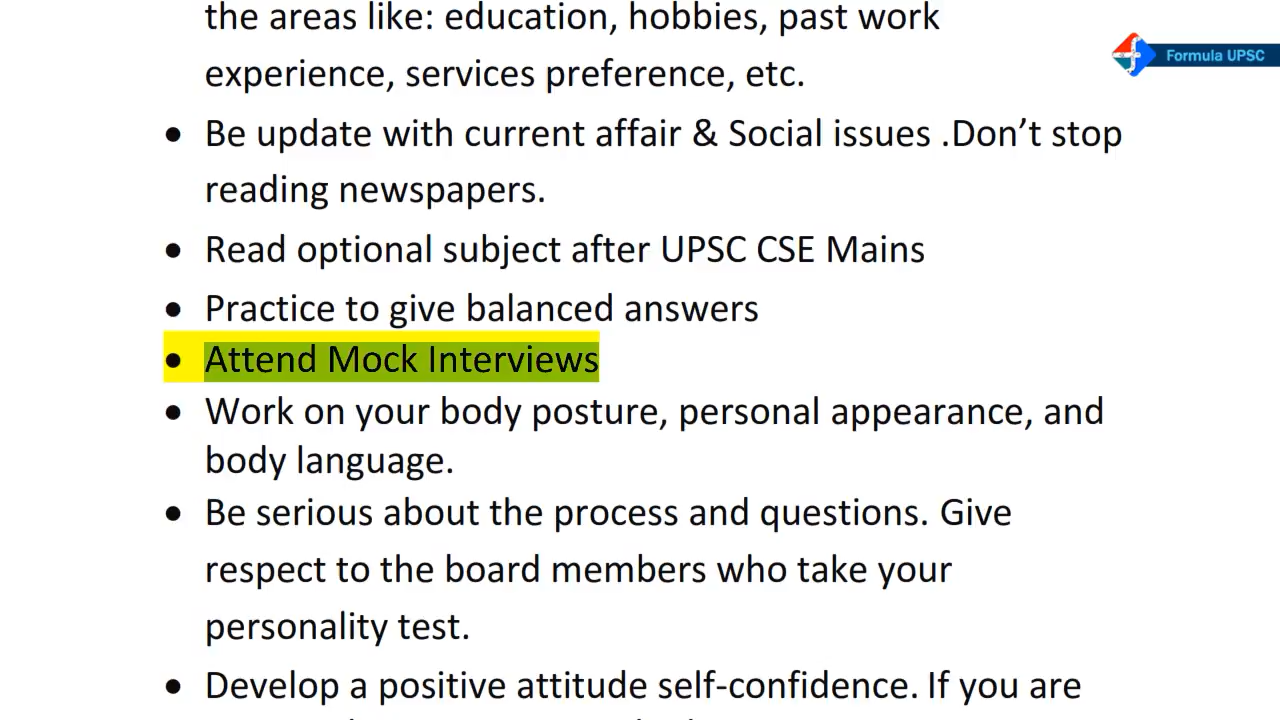 the areas like: education, hobbies, past work
Formula UPSC
experience, services preference, etc.
• Be update with current affair & Social issues .Don’t stop
reading newspapers.
• Read optional subject after UPSC CSE Mains
• Practice to give balanced answers
• Attend Mock Interviews
• Work on your body posture, personal appearance, and
body language.
• Be serious about the process and questions. Give
respect to the board members who take your
personality test.
• Develop a positive attitude self-confidence. If you are